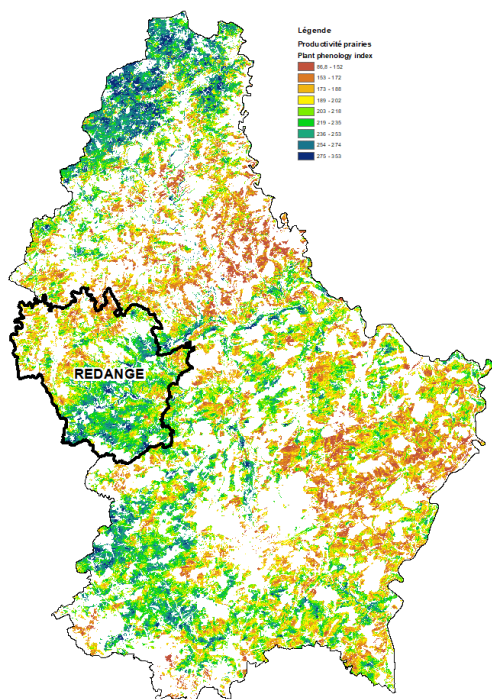 Légende
Productivité prairies
Plant phenology index
86,8 - 152
153 - 172
173 - 188
189 - 202
203 - 218
219 - 235
236 - 253
254 - 274
275 - 353
REDANGE